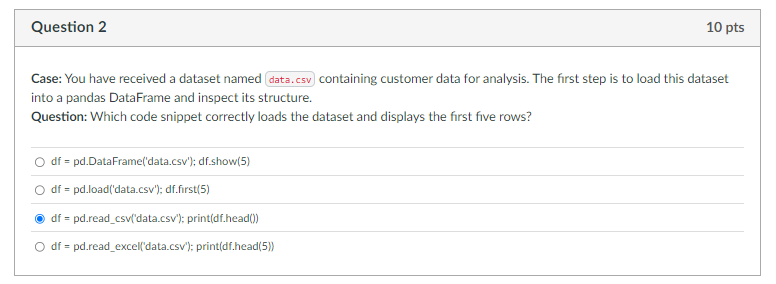 Question 2
10 pts
Case: You have received a dataset named data.csv containing customer data for analysis. The first step is to load this dataset
into a pandas DataFrame and inspect its structure.
Question: Which code snippet correctly loads the dataset and displays the first five rows?
df = pd.DataFrame('data.csv'); df.show(5)
df = pd.load('data.csv'); df.first(5)
df = pd.read_csv('data.csv'); print(df.head())
df = pd.read_excel('data.csv'); print(df.head(5))